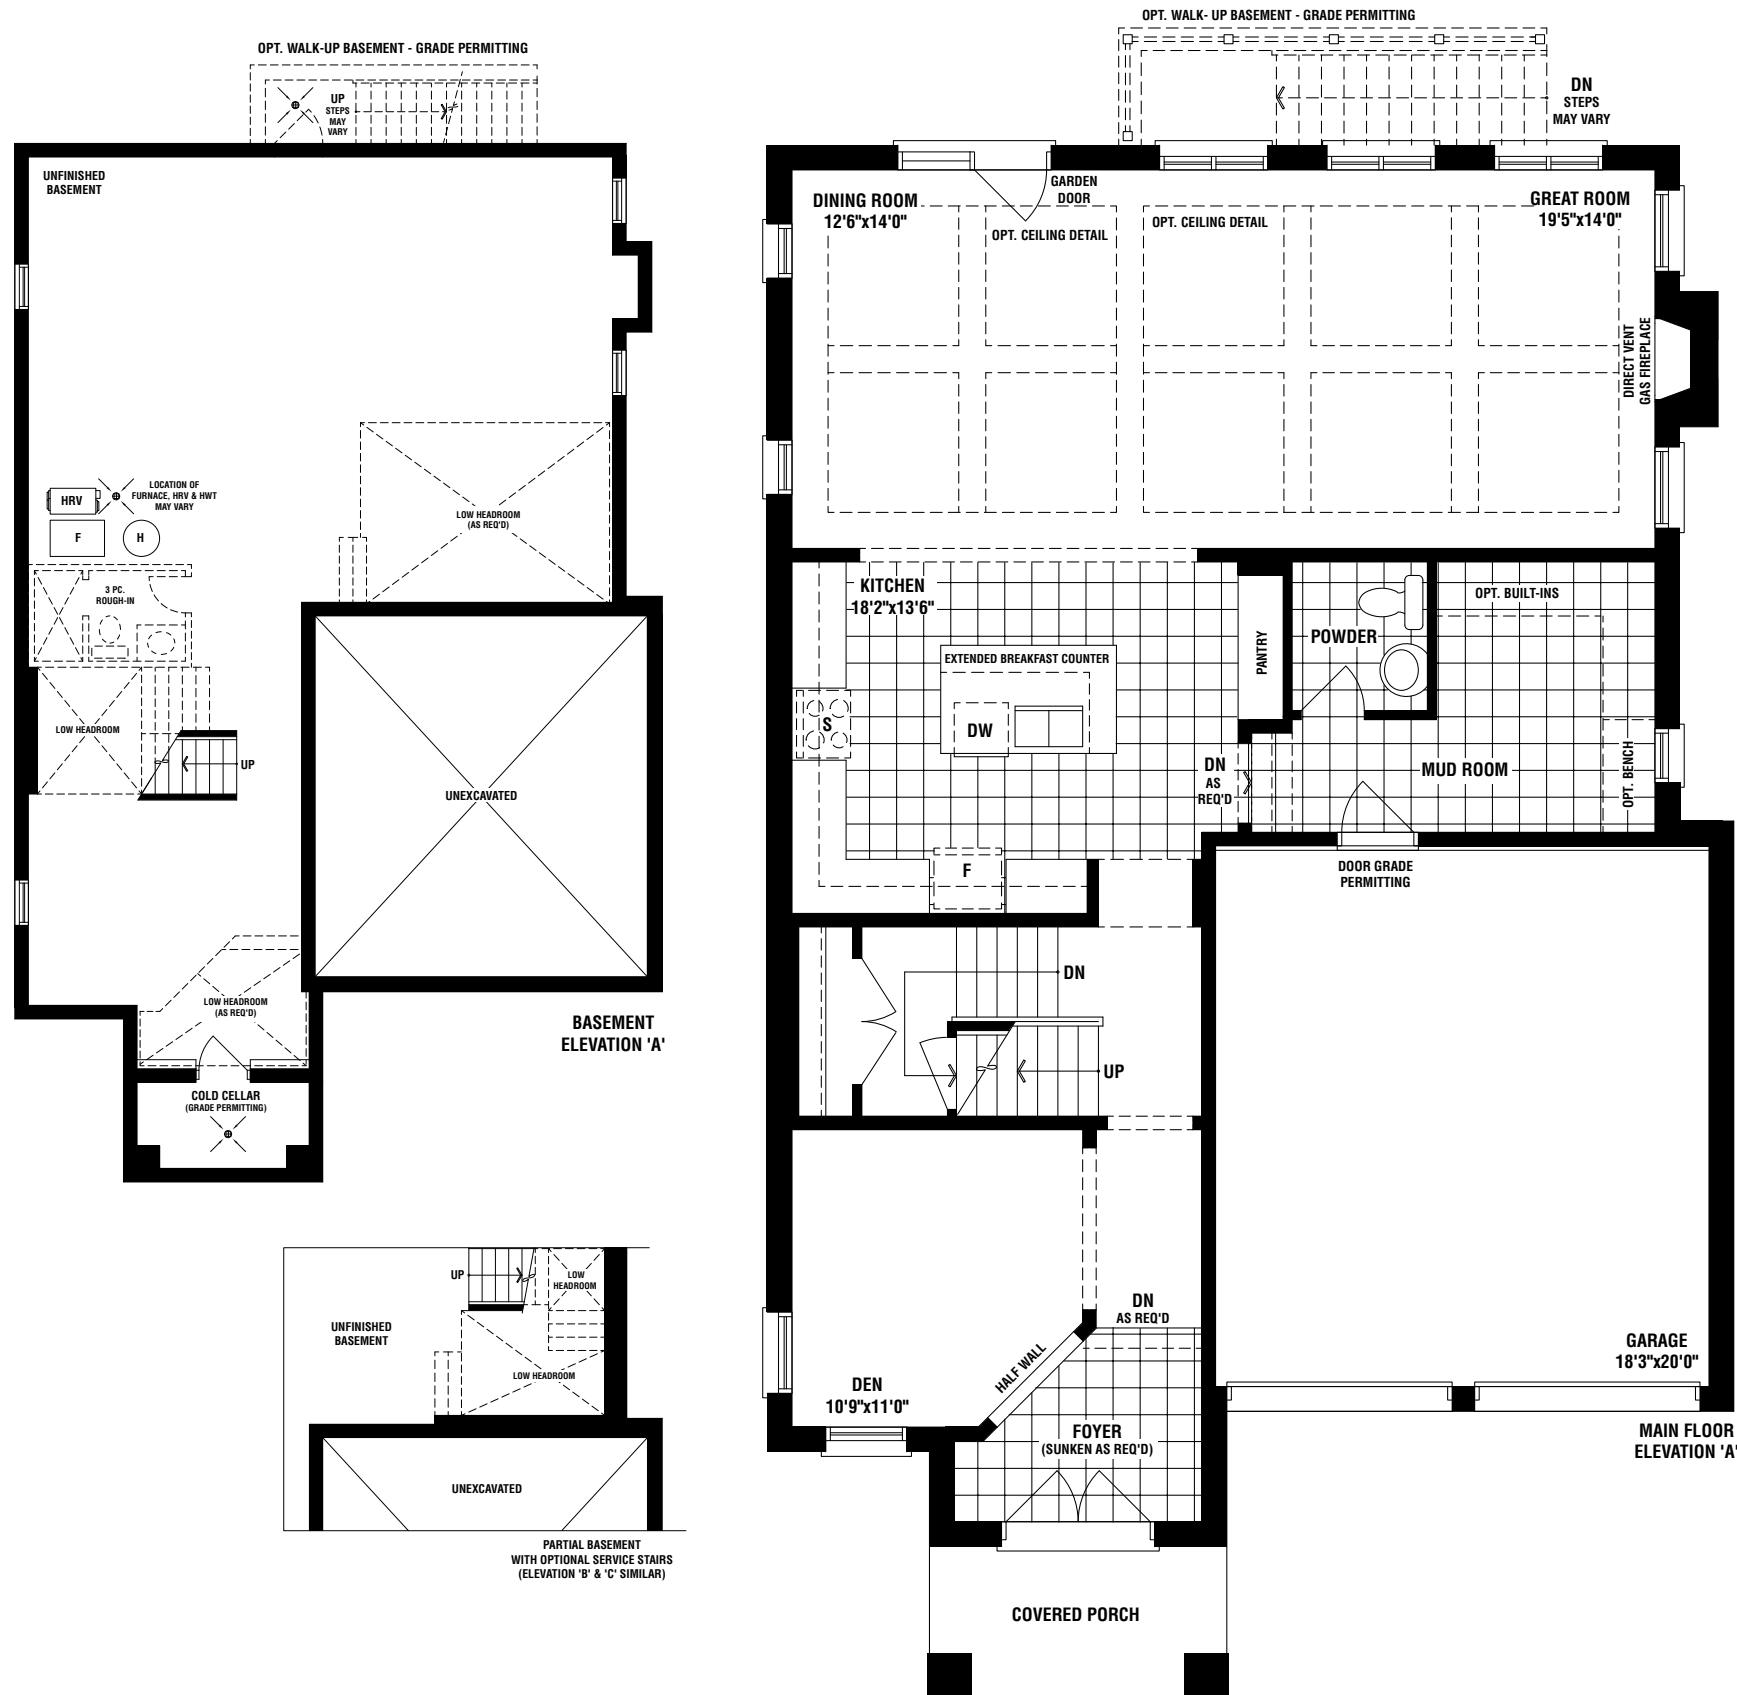 OPT. WALK-UP BASEMENT - GRADE PERMITTING
UP
STEPS
MAY
VARY
UNFINISHED
BASEMENT
HRV
LOCATION OF
FURNACE, HRV & HWT
MAY VARY
F
H
LOW HEADROOM
(AS REQ'D)
3 PC.
ROUGH-IN
LOW HEADROOM
UP
UNEXCAVATED
LOW HEADROOM
(AS REQ'D)
BASEMENT
ELEVATION 'A'
COLD CELLAR
(GRADE PERMITTING)
UP
LOW
HEADROOM
UNFINISHED
BASEMENT
LOW HEADROOM
UNEXCAVATED
PARTIAL BASEMENT
WITH OPTIONAL SERVICE STAIRS
(ELEVATION 'B' & 'C' SIMILAR)
OPT. WALK- UP BASEMENT - GRADE PERMITTING
DN
STEPS
MAY VARY
DINING ROOM
12'6"x14'0"
GARDEN
DOOR
OPT. CEILING DETAIL
OPT. CEILING DETAIL
GREAT ROOM
19'5"x14'0"
DIRECT VENT
GAS FIREPLACE
KITCHEN
18'2"x13'6"
EXTENDED BREAKFAST COUNTER
S
DW
PANTRY
POWDER
OPT. BUILT-INS
DN
AS
REQ'D
MUD ROOM
OPT. BENCH
F
DOOR GRADE
PERMITTING
DN
UP
DN
AS REQ'D
HALF WALL
DEN
10'9"x11'0"
FOYER
(SUNKEN AS REQ'D)
GARAGE
18'3"x20'0"
MAIN FLOOR
ELEVATION 'A'
COVERED PORCH